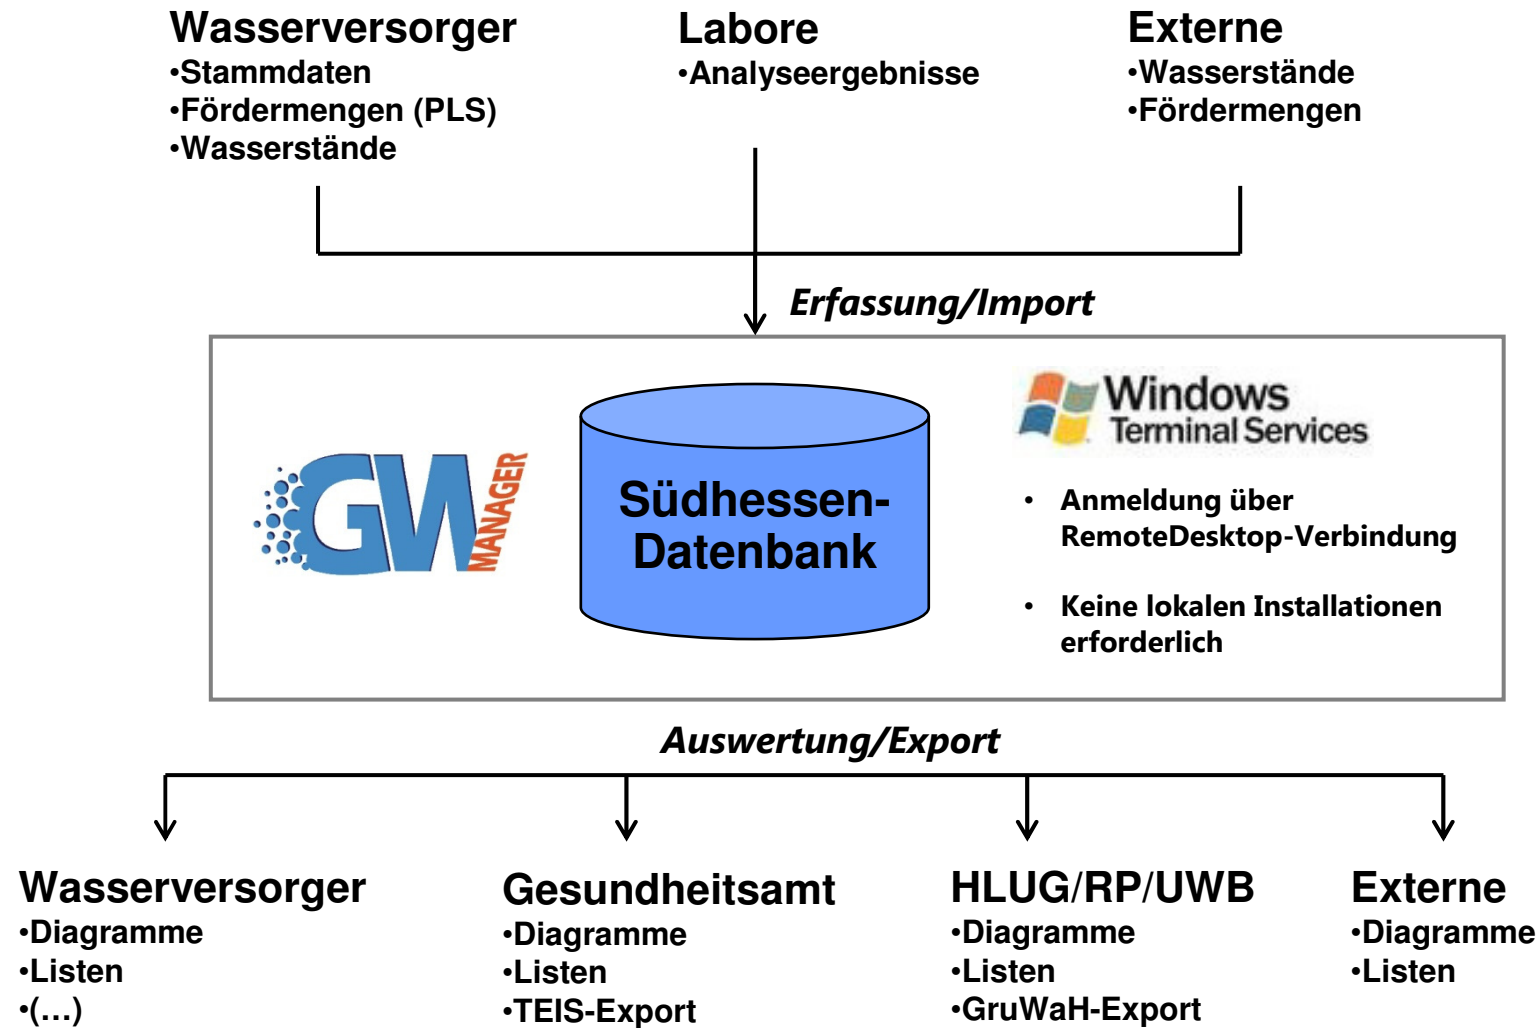 Wasserversorger
•Stammdaten
•Fördermengen (PLS)
•Wasserstände
Labore
•Analyseergebnisse
Externe
•Wasserstände
•Fördermengen
Erfassung/Import
GW
MANAGER
Südhessen-
Datenbank
Windows
Terminal Services
• Anmeldung über
RemoteDesktop-Verbindung
• Keine lokalen Installationen
erforderlich
Auswertung/Export
Wasserversorger
•Diagramme
•Listen
•(...)
Gesundheitsamt
•Diagramme
•Listen
•TEIS-Export
HLUG/RP/UWB
•Diagramme
•Listen
•GruWaH-Export
Externe
•Diagramme
•Listen